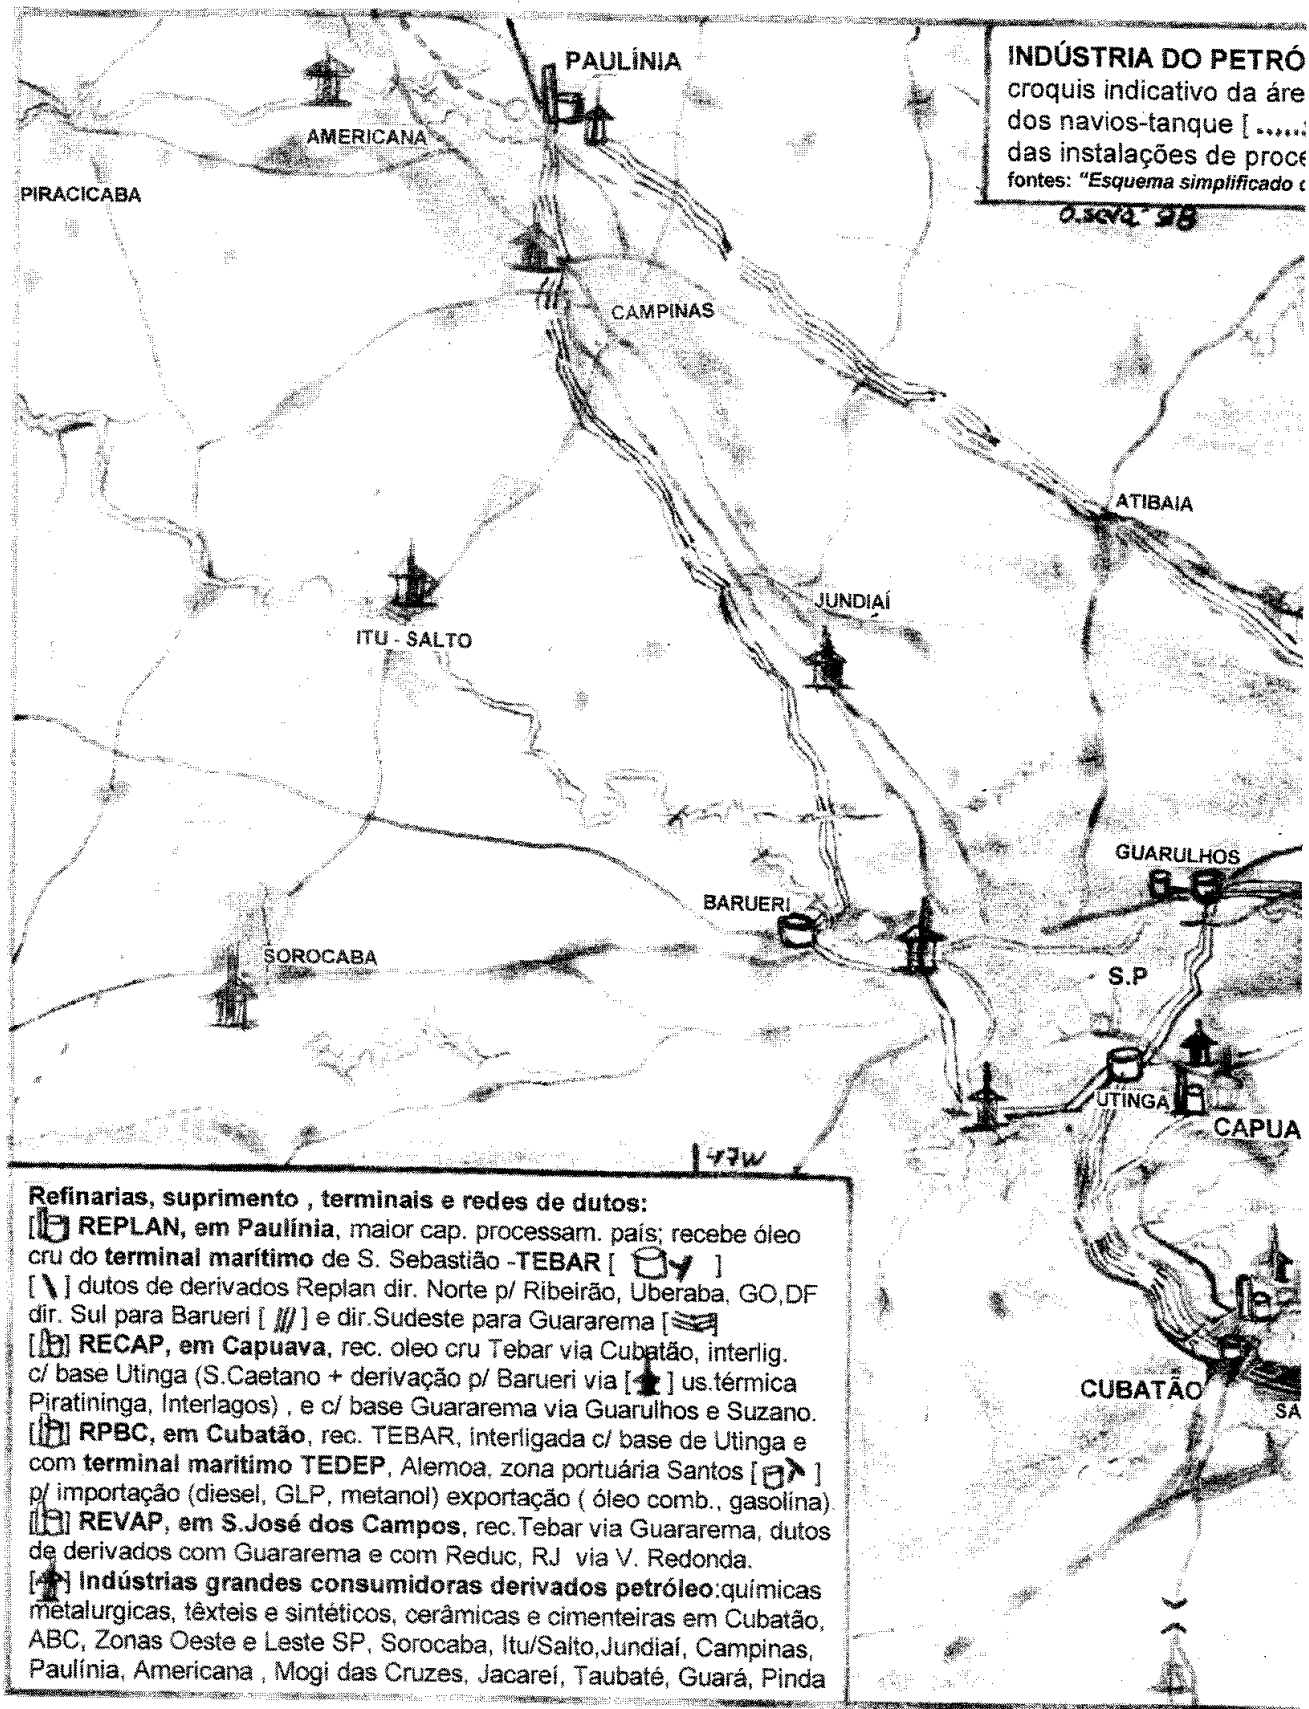 PAULÍNIA
INDÚSTRIA DO PETRÓ
croquis indicativo da áre
dos navios-tanque [
das instalações de proce
fontes: "Esquema simplificado
O.sevá 98
AMERICANA
PIRACICABA
CAMPINAS
ATIBAIA
JUNDIAÍ
ITU - SALTO
GUARULHOS
BARUERI
SOROCABA
S.P
UTINGA
CAPUA
47W
CUBATÃO
SA
Refinarias, suprimento , terminais e redes de dutos:
[ ] REPLAN, em Paulínia, maior cap. processam. país; recebe óleo
cru do terminal marítimo de S. Sebastião -TEBAR [ ]
[ \ ] dutos de derivados Replan dir. Norte p/ Ribeirão, Uberaba, GO,DF
dir. Sul para Barueri [ /// ] e dir.Sudeste para Guararema [ ]
[ ] RECAP, em Capuava, rec. oleo cru Tebar via Cubatão, interlig.
c/ base Utinga (S.Caetano + derivação p/ Barueri via [ ] us.térmica
Piratininga, Interlagos) , e c/ base Guararema via Guarulhos e Suzano.
[ ] RPBC, em Cubatão, rec. TEBAR, interligada c/ base de Utinga e
com terminal maritimo TEDEP, Alemoa, zona portuária Santos [ ]
p/ importação (diesel, GLP, metanol) exportação ( óleo comb., gasolina).
[ ] REVAP, em S.José dos Campos, rec.Tebar via Guararema, dutos
de derivados com Guararema e com Reduc, RJ via V. Redonda.
[ ] Indústrias grandes consumidoras derivados petróleo:químicas
metalurgicas, têxteis e sintéticos, cerâmicas e cimenteiras em Cubatão,
ABC, Zonas Oeste e Leste SP, Sorocaba, Itu/Salto,Jundiaí, Campinas,
Paulínia, Americana , Mogi das Cruzes, Jacareí, Taubaté, Guará, Pinda